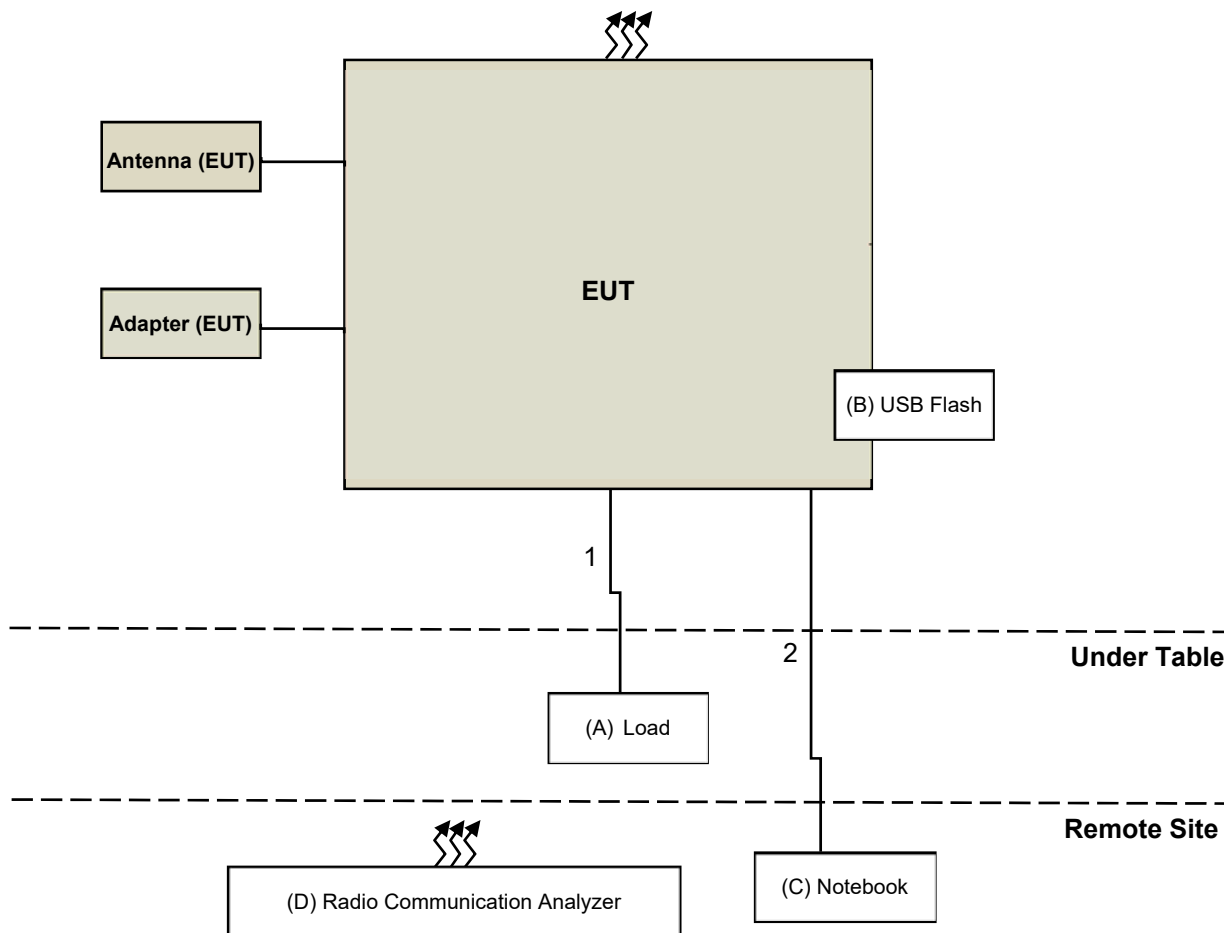 Antenna (EUT)
Adapter (EUT)
EUT
(B) USB Flash
1
2
Under Table
(A) Load
Remote Site
(D) Radio Communication Analyzer
(C) Notebook